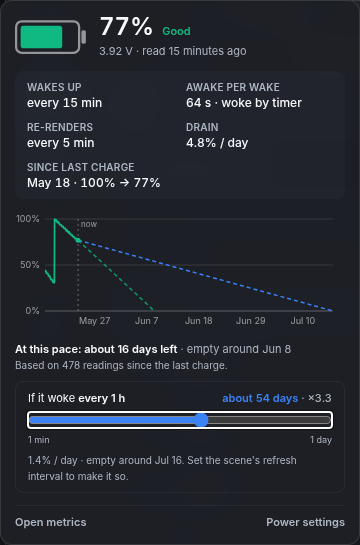 77% Good
3.92 V · read 15 minutes ago
WAKES UP
every 15 min
AWAKE PER WAKE
64 s · woke by timer
RE-RENDERS
every 5 min
DRAIN
4.8% / day
SINCE LAST CHARGE
May 18 · 100% → 77%
100%
now
50%
0%
May 27 Jun 7 Jun 18 Jun 29 Jul 10
At this pace: about 16 days left · empty around Jun 8
Based on 478 readings since the last charge.
If it woke every 1 h about 54 days · ×3.3
1 min 1 day
1.4% / day · empty around Jul 16. Set the scene's refresh
interval to make it so.
Open metrics Power settings